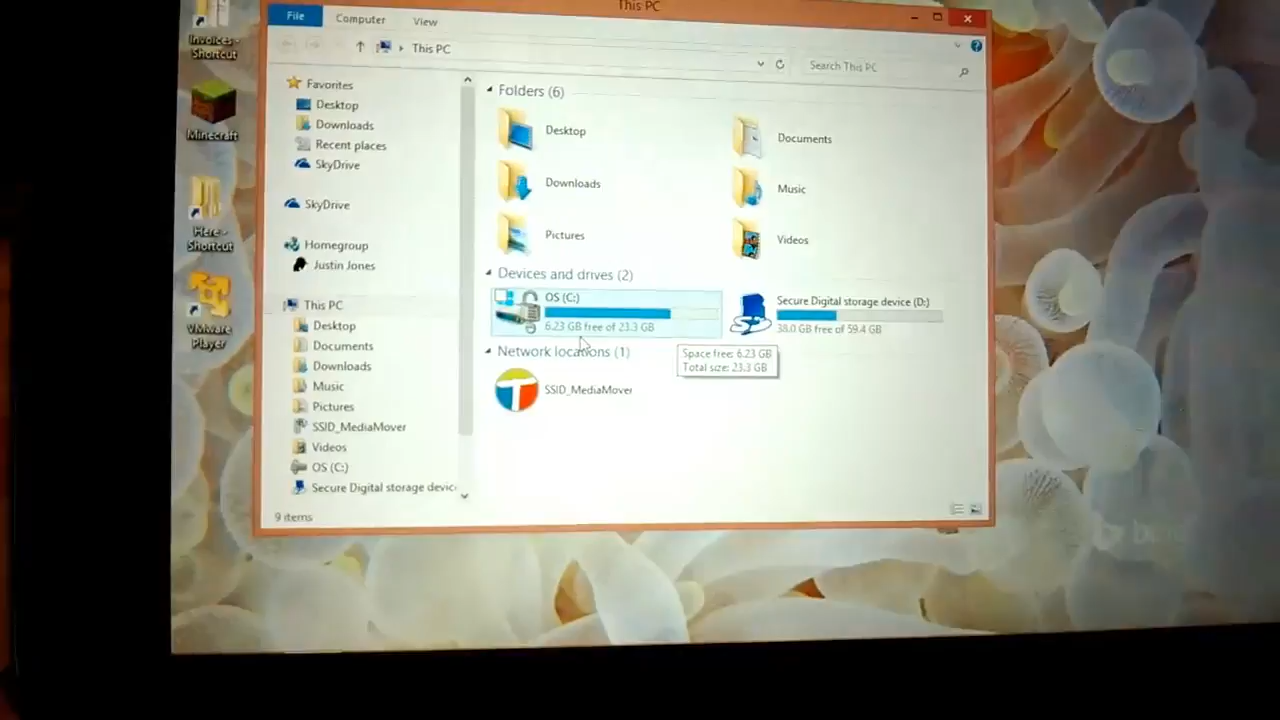 This PC
File
Computer
View
This PC
Search This PC
Invoices -
Shortcut
Minecraft
Here -
Shortcut
VMware
Player
Favorites
Desktop
Downloads
Recent places
SkyDrive
SkyDrive
Homegroup
Justin Jones
This PC
Desktop
Documents
Downloads
Music
Pictures
SSID_MediaMover
Videos
OS (C:)
Secure Digital storage devic
9 items
Folders (6)
Desktop
Documents
Downloads
Music
Pictures
Videos
Devices and drives (2)
OS (C:)
6.23 GB free of 23.3 GB
Secure Digital storage device (D:)
38.0 GB free of 59.4 GB
Space free: 6.23 GB
Total size: 23.3 GB
Network locations (1)
SSID_MediaMover